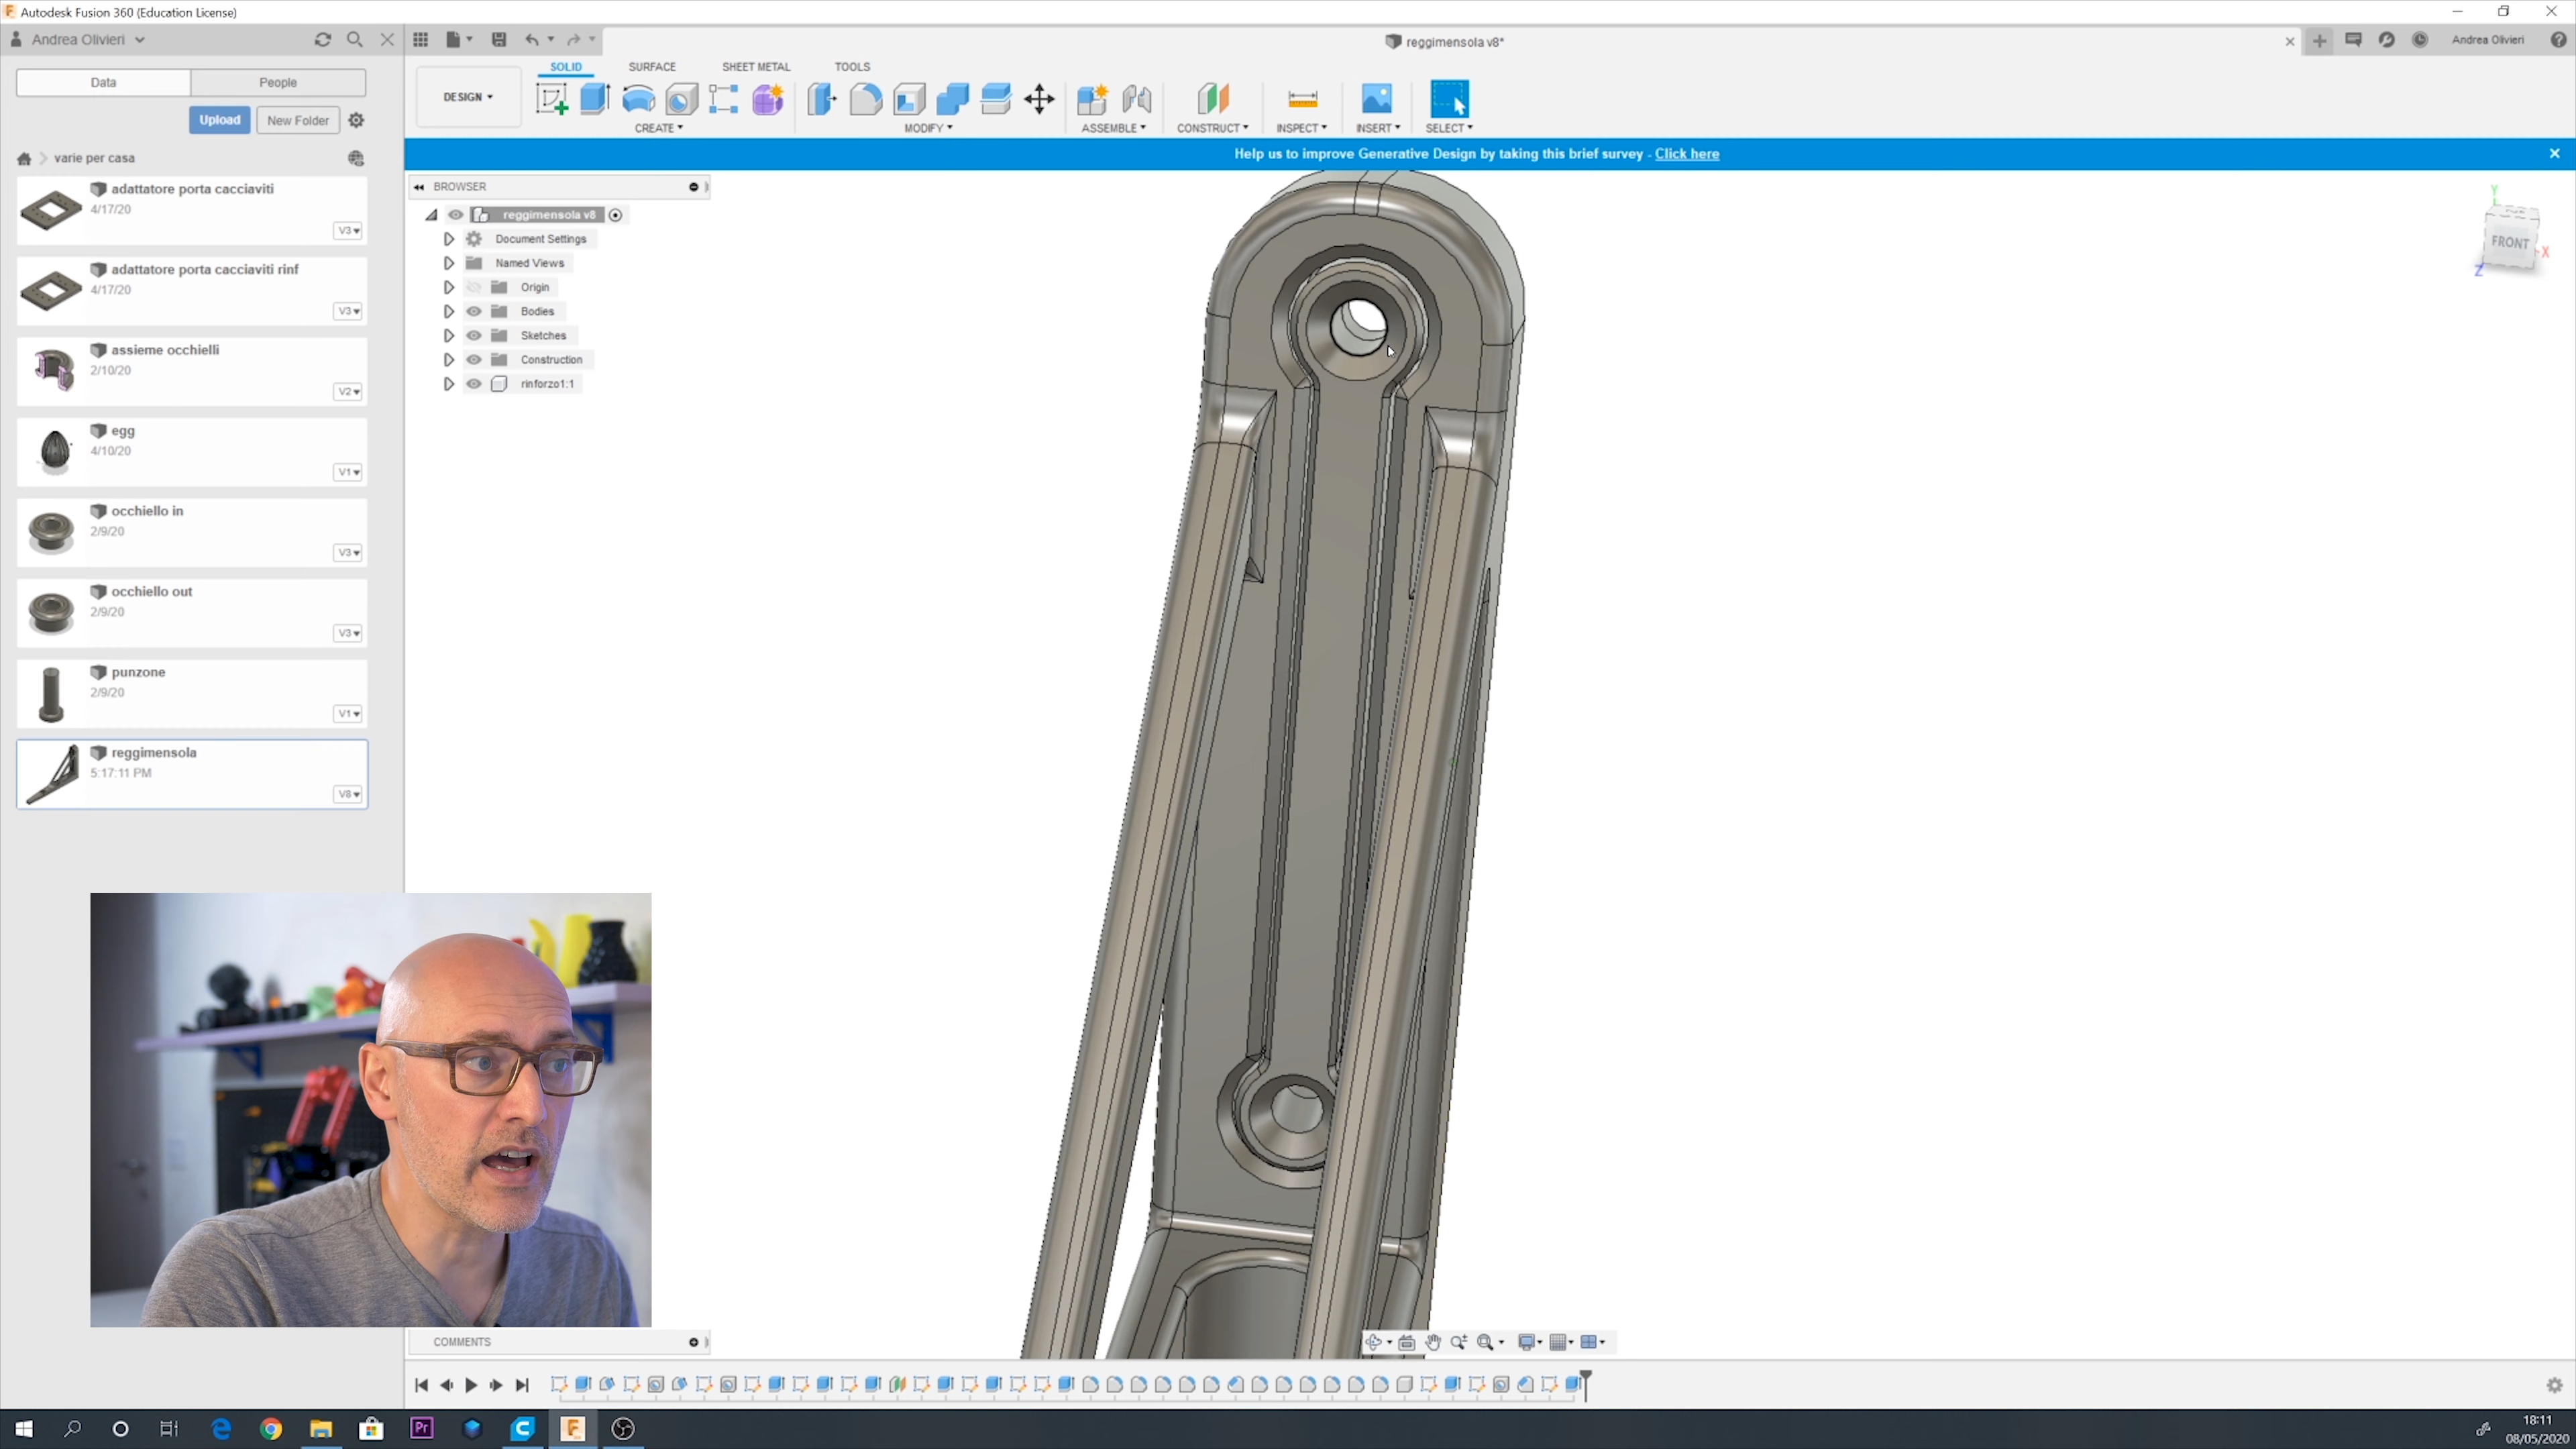 Autodesk Fusion 360 (Education License)
Andrea Olivieri
reggimensola v8*
Andrea Olivieri
Data
People
Upload
New Folder
varie per casa
adattatore porta cacciaviti
4/17/20
V3
adattatore porta cacciaviti rinf
4/17/20
V3
assieme occhielli
2/10/20
V2
egg
4/10/20
V1
occhiello in
2/9/20
V3
occhiello out
2/9/20
V3
punzone
2/9/20
V1
reggimensola
5:17:11 PM
V8
DESIGN
SOLID
SURFACE
SHEET METAL
TOOLS
CREATE
MODIFY
ASSEMBLE
CONSTRUCT
INSPECT
INSERT
SELECT
Help us to improve Generative Design by taking this brief survey - Click here
BROWSER
reggimensola v8
Document Settings
Named Views
Origin
Bodies
Sketches
Construction
rinforzo1:1
Y
FRONT
X
Z
COMMENTS
Pr
18:11
08/05/2020